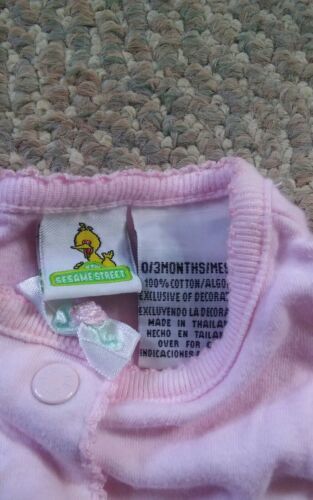 SESAME STREET
0/3MONTHS/MES
100% COTTON/ALGO
EXCLUSIVE OF DECORAT
EXCLUYENDO LA DECORA
MADE IN THAILAN
HECHO EN TAILAN
OVER FOR C
INDICACIONES A